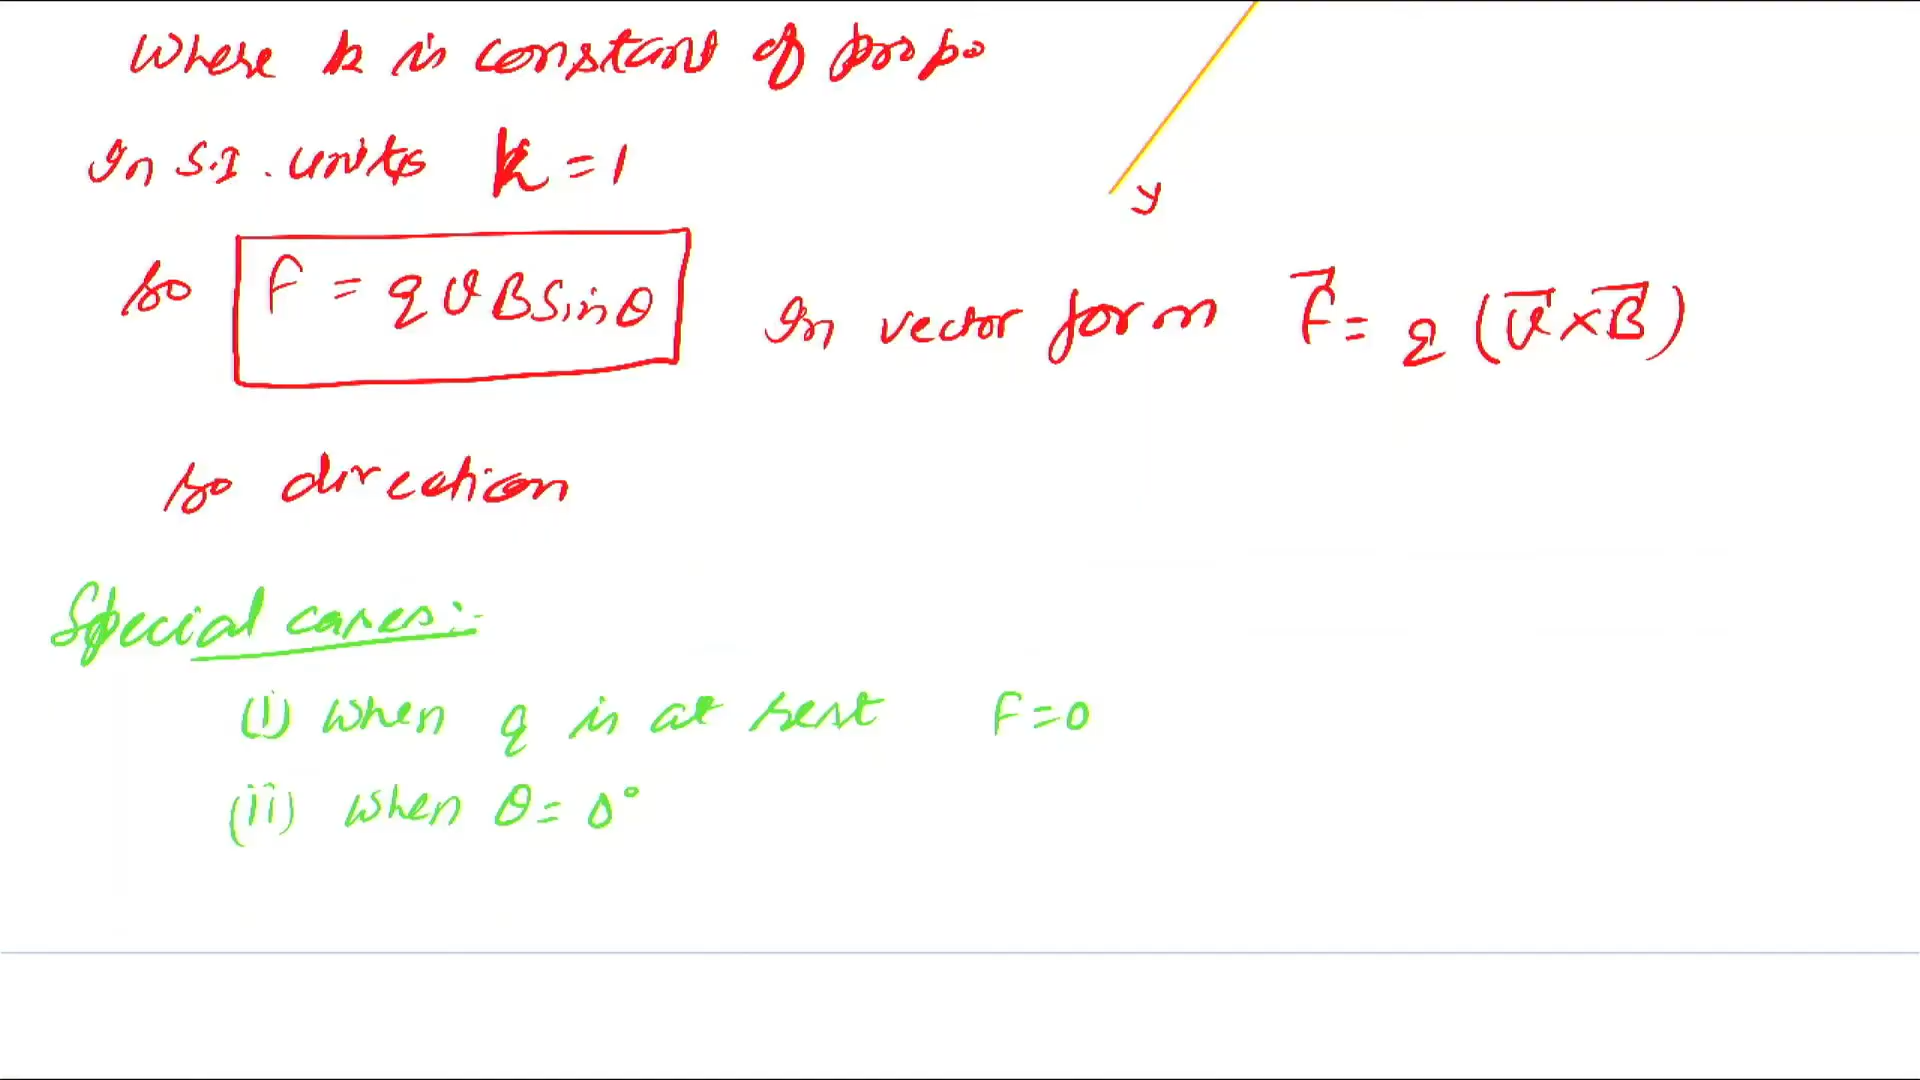 Where k is constant of propo
In S.I. units k = 1
y
so F = qvBSinθ In vector form F⃗ = q (v⃗ × B⃗)
so direction
Special cases:-
(i) when q is at rest F = 0
(ii) when θ = 0°